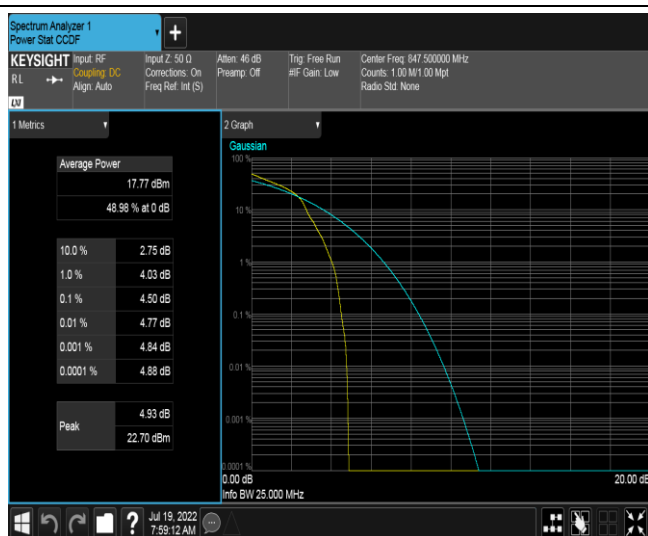 Spectrum Analyzer 1
Power Stat CCDF
+
KEYSIGHT
RL
LXI
Input: RF
Coupling: DC
Align: Auto
Input Z: 50 Ω
Corrections: On
Freq Ref: Int (S)
Atten: 46 dB
Preamp: Off
Trig: Free Run
#IF Gain: Low
Center Freq: 847.500000 MHz
Counts: 1.00 M/1.00 Mpt
Radio Std: None
1 Metrics
Average Power
17.77 dBm
48.98 % at 0 dB
10.0 % 2.75 dB
1.0 % 4.03 dB
0.1 % 4.50 dB
0.01 % 4.77 dB
0.001 % 4.84 dB
0.0001 % 4.88 dB
Peak
4.93 dB
22.70 dBm
2 Graph
Gaussian
100 %
10 %
1 %
0.1 %
0.01 %
0.001 %
0.0001 %
0.00 dB
20.00 dB
Info BW 25.000 MHz
?
Jul 19, 2022
7:59:12 AM